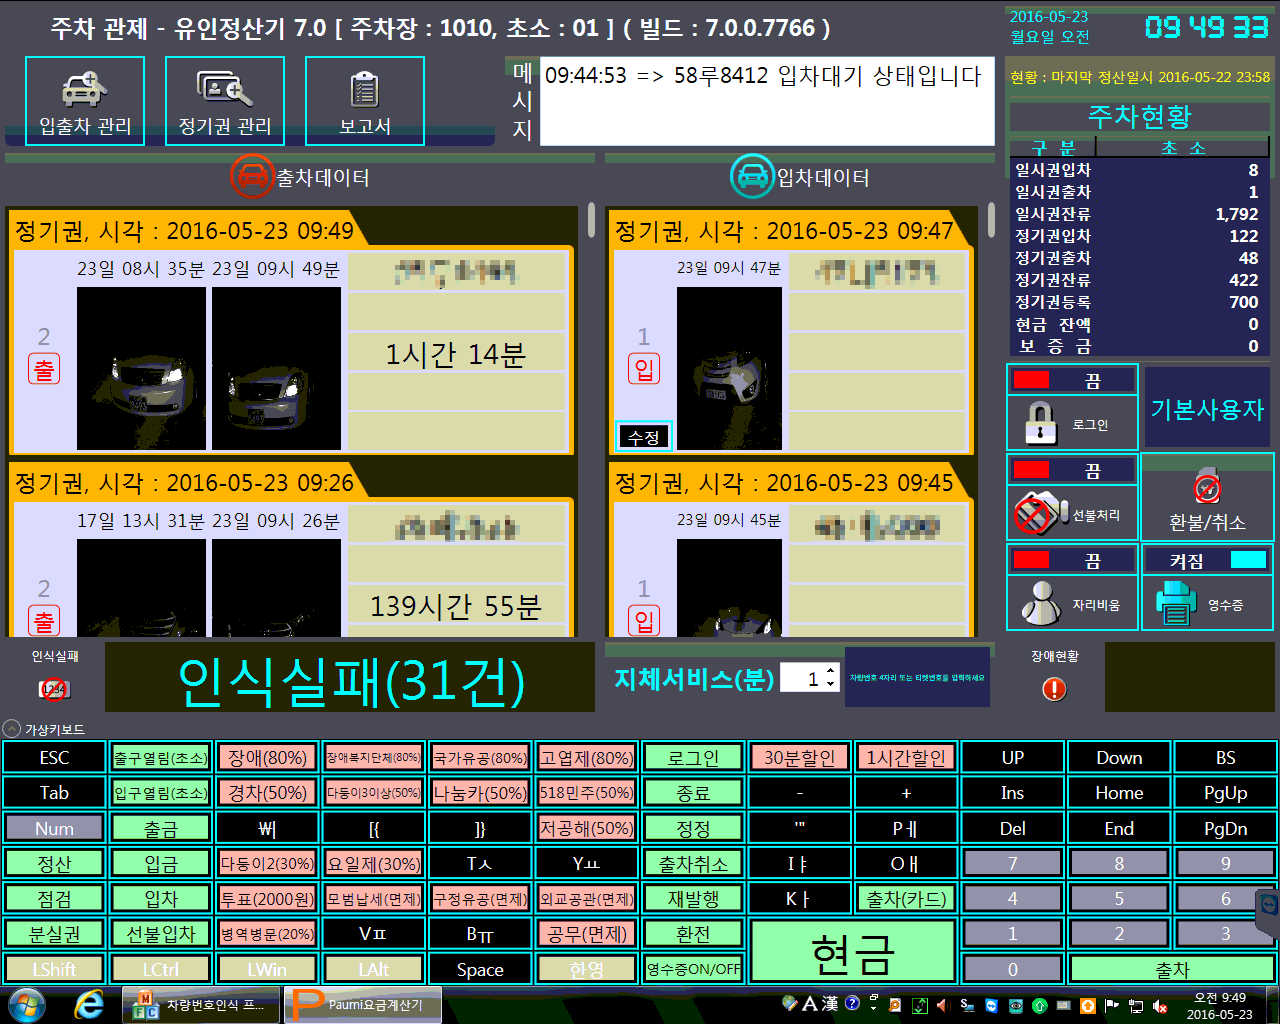 주차 관제 - 유인정산기 7.0 [ 주차장 : 1010, 초소 : 01 ] ( 빌드 : 7.0.0.7766 )
2016-05-23
월요일 오전
09 49 33
입출차 관리
정기권 관리
보고서
메시지
09:44:53 => 58루8412 입차대기 상태입니다
현황 : 마지막 정산일시 2016-05-22 23:58
주차현황
구 분 초 소
일시권입차 8
일시권출차 1
일시권잔류 1,792
정기권입차 122
정기권출차 48
정기권잔류 422
정기권등록 700
현금 잔액 0
보 증 금 0
출차데이터
입차데이터
정기권, 시각 : 2016-05-23 09:49
23일 08시 35분 23일 09시 49분
2
출
1시간 14분
정기권, 시각 : 2016-05-23 09:26
17일 13시 31분 23일 09시 26분
2
출
139시간 55분
정기권, 시각 : 2016-05-23 09:47
23일 09시 47분
1
입
수정
정기권, 시각 : 2016-05-23 09:45
23일 09시 45분
1
입
끔
로그인
기본사용자
끔
선불처리
환불/취소
끔
자리비움
켜짐
영수증
인식실패
1234
인식실패(31건)
지체서비스(분)
1
차량번호 4자리 또는 티켓번호를 입력하세요
장애현황
가상키보드
ESC 출구열림(초소) 장애(80%) 장애복지단체(80%) 국가유공(80%) 고엽제(80%) 로그인 30분할인 1시간할인 UP Down BS
Tab 입구열림(초소) 경차(50%) 다둥이3이상(50%) 나눔카(50%) 518민주(50%) 종료 - + Ins Home PgUp
Num 출금 ₩| [{ ]} 저공해(50%) 정정 '" Pㅔ Del End PgDn
정산 입금 다둥이2(30%) 요일제(30%) Tㅅ Yㅛ 출차취소 Iㅑ Oㅐ 7 8 9
점검 입차 투표(2000원) 모범납세(면제) 구정유공(면제) 외교공관(면제) 재발행 Kㅏ 출차(카드) 4 5 6
분실권 선불입차 병역병문(20%) Vㅍ Bㅠ 공무(면제) 환전 현금 1 2 3
LShift LCtrl LWin LAlt Space 한영 영수증ON/OFF 0 출차
차량번호인식 프...
Paumi요금계산기
A 漢
오전 9:49
2016-05-23